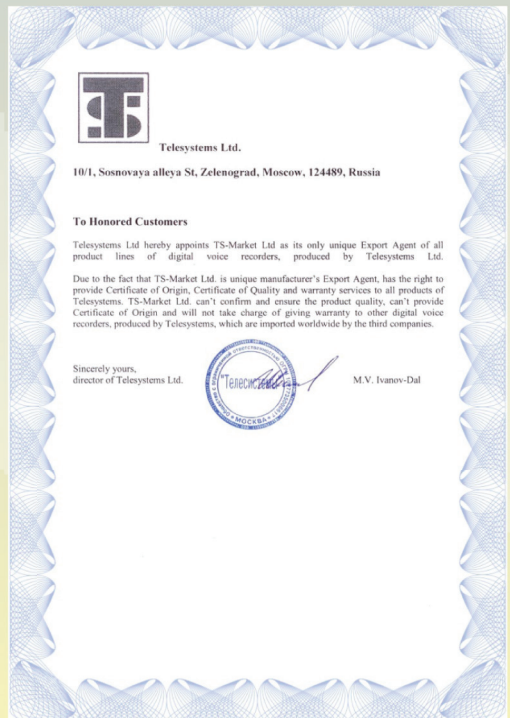 Telesystems Ltd.
10/1, Sosnovaya alleya St, Zelenograd, Moscow, 124489, Russia
To Honored Customers
Telesystems Ltd hereby appoints TS-Market Ltd as its only unique Export Agent of all
product lines of digital voice recorders, produced by Telesystems Ltd.
Due to the fact that TS-Market Ltd. is unique manufacturer's Export Agent, has the right to
provide Certificate of Origin, Certificate of Quality and warranty services to all products of
Telesystems. TS-Market Ltd. can't confirm and ensure the product quality, can't provide
Certificate of Origin and will not take charge of giving warranty to other digital voice
recorders, produced by Telesystems, which are imported worldwide by the third companies.
Sincerely yours,
director of Telesystems Ltd.
M.V. Ivanov-Dal
Общество с ограниченной ответственностью ОГРН
"Телесистемы"
МОСКВА